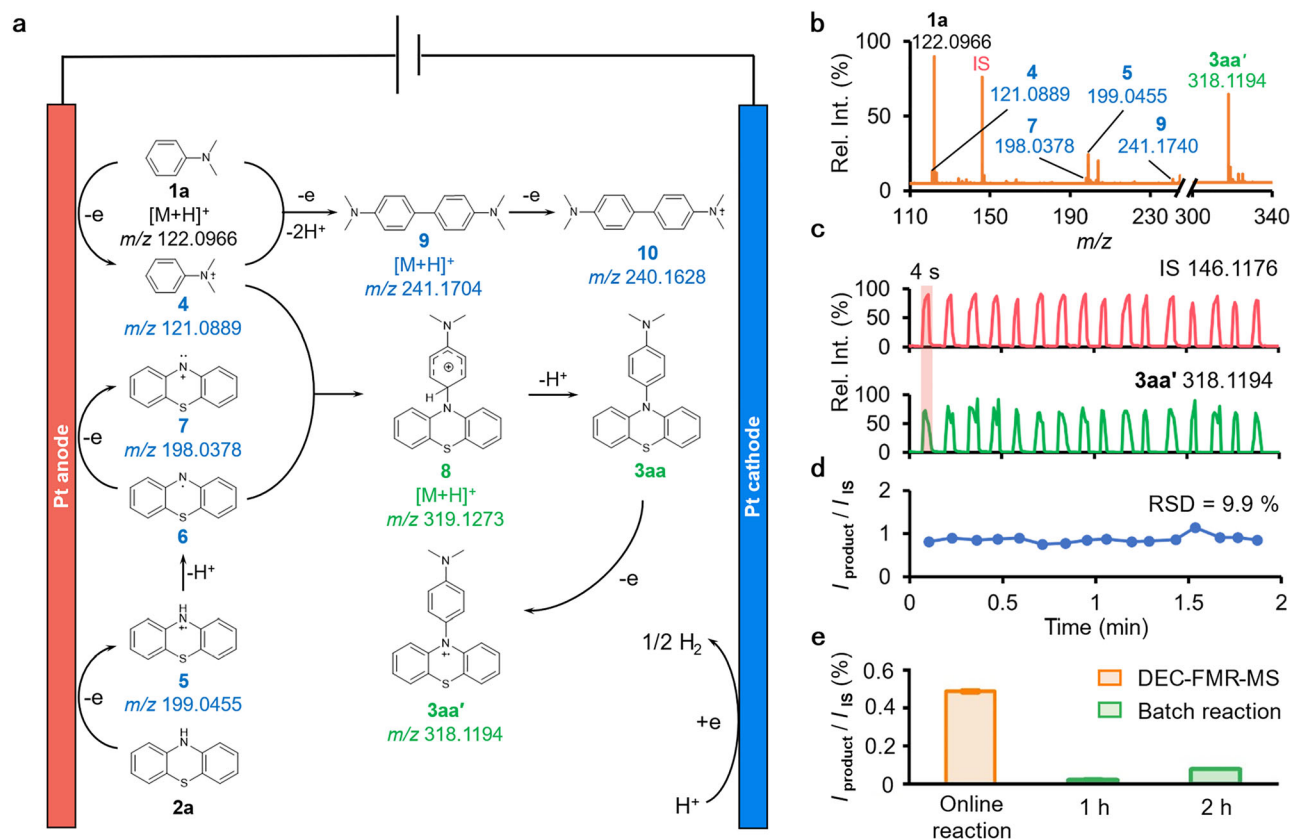 a
Pt anode
Pt cathode
-e
N
1a
[M+H]+
m/z 122.0966
N
4
m/z 121.0889
-e
-2H+
N
N
9
[M+H]+
m/z 241.1704
-e
N
N
10
m/z 240.1628
N
+
S
7
m/z 198.0378
-e
N
S
6
-H+
H
N
S
5
m/z 199.0455
-e
H
N
S
2a
N
+
H
N
S
8
[M+H]+
m/z 319.1273
-H+
N
N
S
3aa
-e
N
N
S
3aa′
m/z 318.1194
1/2 H2
+e
H+
b
Rel. Int. (%)
100
50
0
1a
122.0966
IS
4
121.0889
5
199.0455
7
198.0378
9
241.1740
3aa′
318.1194
110
150
190
230
300
340
m/z
c
4 s
IS 146.1176
Rel. Int. (%)
100
50
0
3aa' 318.1194
100
50
0
d
I product / I IS
2
1
0
RSD = 9.9 %
0
0.5
1
1.5
2
Time (min)
e
I product / I IS (%)
0.6
0.4
0.2
0
DEC-FMR-MS
Batch reaction
Online
reaction
1 h
2 h